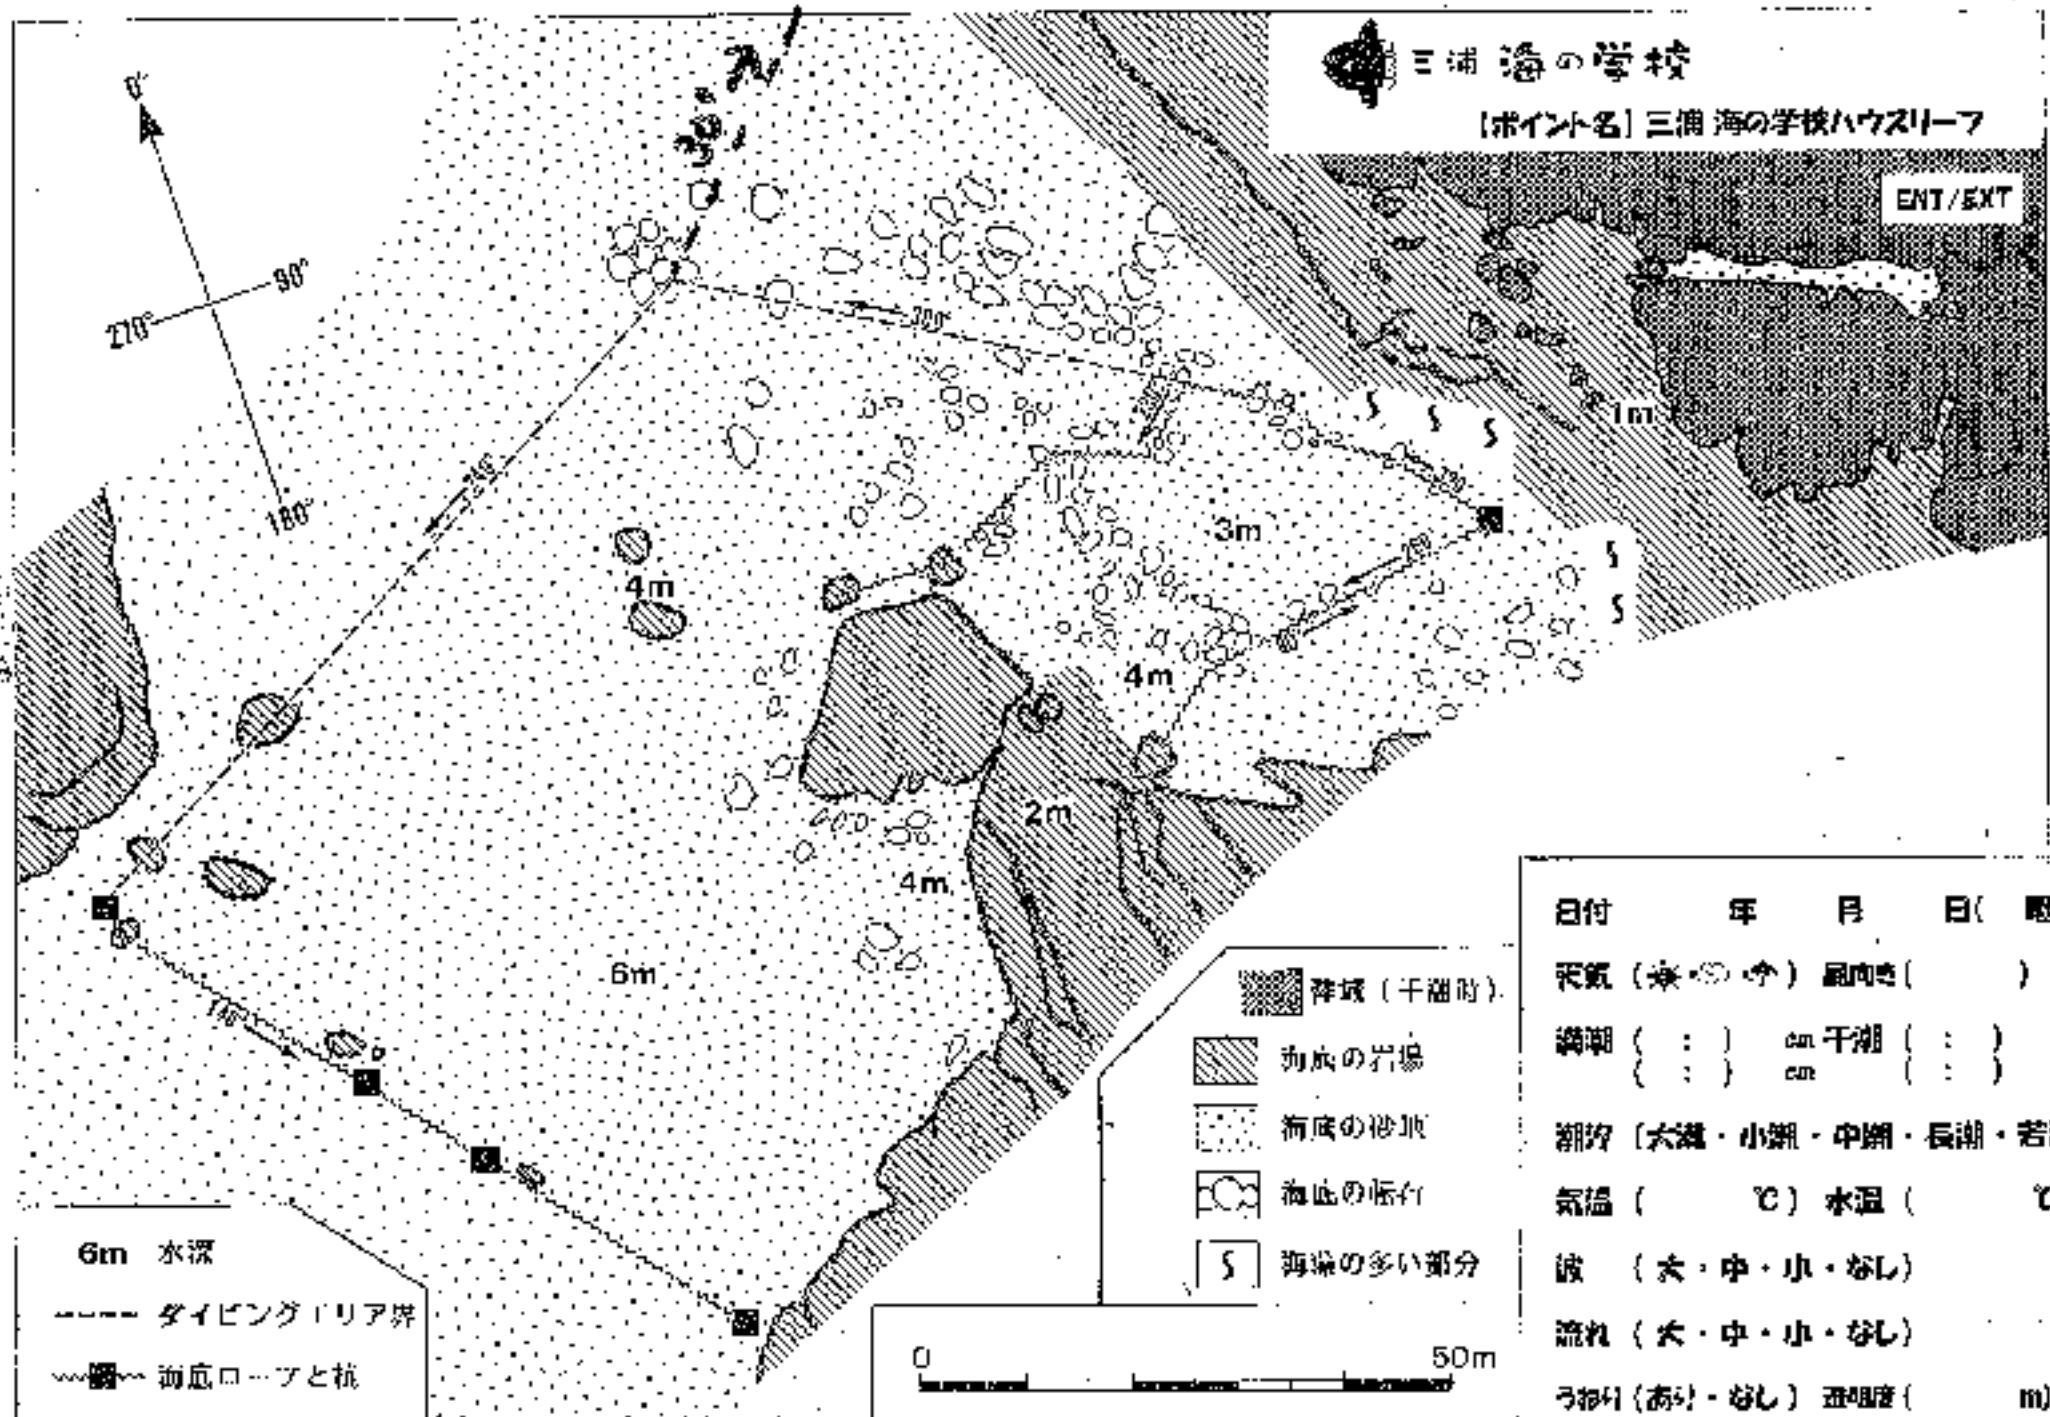 三浦 海の学校
【ポイント名】三浦 海の学校ハウスリーフ
ENT/EXT
0°
90°
270°
180°
1m
3m
4m
4m
2m
4m
6m
140°
陸域（干潮時）
海底の岩場
海底の砂地
海底の転石
海藻の多い部分
6m 水深
ダイビングエリア界
海底ロープと杭
0 50m
日付 年 月 日(
天気 ( ・ ・ ) 風向き( )
満潮 ( : ) cm 干潮 ( : )
( : ) cm ( : )
潮汐 (大潮・小潮・中潮・長潮・若
気温 ( ℃) 水温 ( ℃
波 (大・中・小・なし)
流れ (大・中・小・なし)
うねり (あり・なし) 透明度( m)